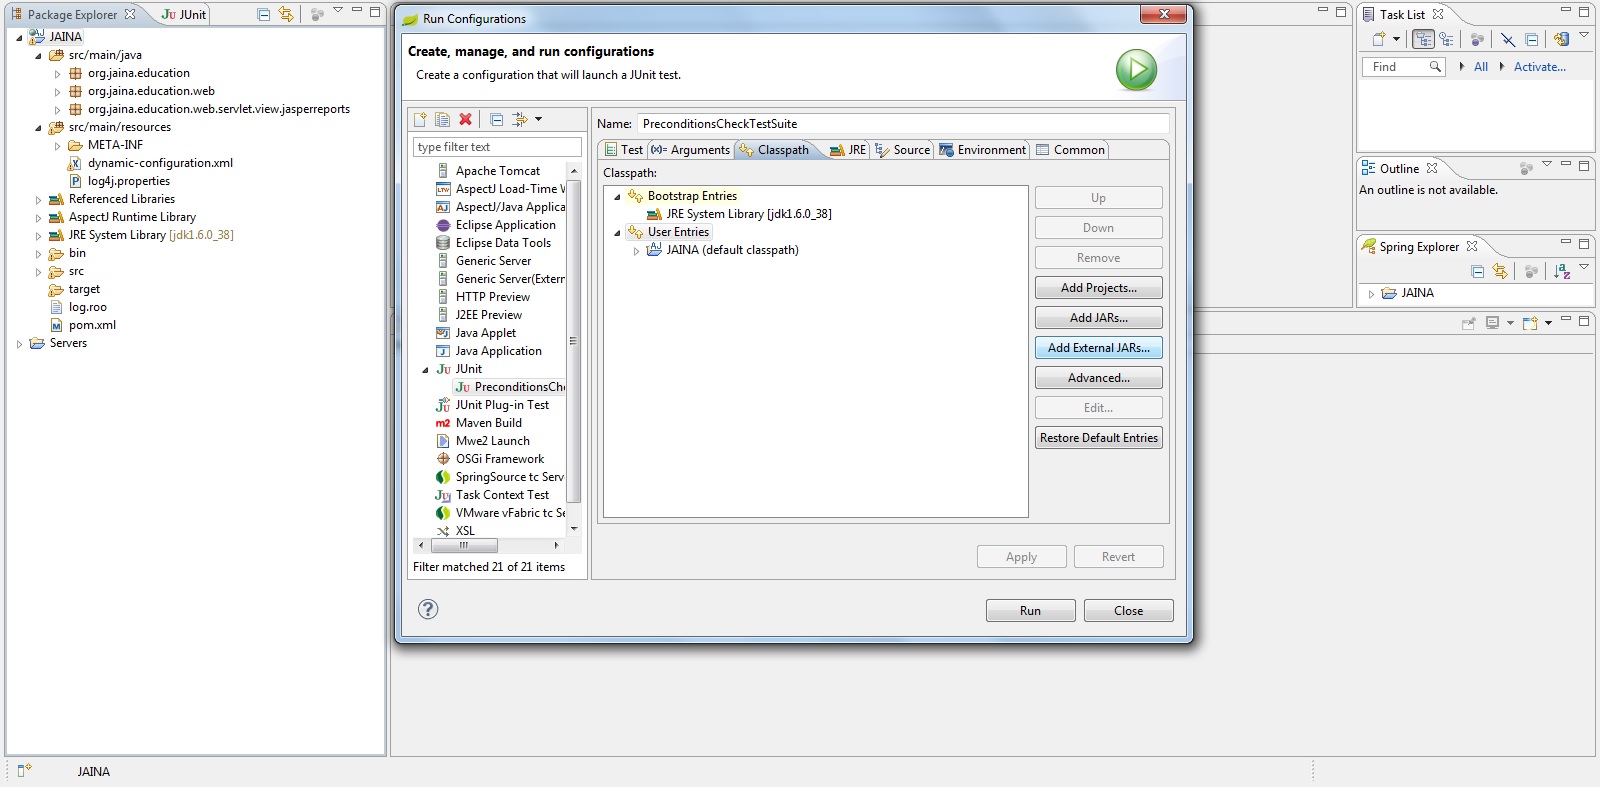 Package Explorer
JUnit
JAINA
src/main/java
org.jaina.education
org.jaina.education.web
org.jaina.education.web.servlet.view.jasperreports
src/main/resources
META-INF
dynamic-configuration.xml
log4j.properties
Referenced Libraries
AspectJ Runtime Library
JRE System Library [jdk1.6.0_38]
bin
src
target
log.roo
pom.xml
Servers
JAINA
Run Configurations
Create, manage, and run configurations
Create a configuration that will launch a JUnit test.
type filter text
Apache Tomcat
AspectJ Load-Time W
AspectJ/Java Applica
Eclipse Application
Eclipse Data Tools
Generic Server
Generic Server(Extern
HTTP Preview
J2EE Preview
Java Applet
Java Application
JUnit
PreconditionsChe
JUnit Plug-in Test
Maven Build
Mwe2 Launch
OSGi Framework
SpringSource tc Serv
Task Context Test
VMware vFabric tc Se
XSL
Filter matched 21 of 21 items
Name: PreconditionsCheckTestSuite
Test (x)= Arguments Classpath JRE Source Environment Common
Classpath:
Bootstrap Entries
JRE System Library [jdk1.6.0_38]
User Entries
JAINA (default classpath)
Up
Down
Remove
Add Projects...
Add JARs...
Add External JARs...
Advanced...
Edit...
Restore Default Entries
Apply Revert
Run Close
Task List
Find All Activate...
Outline
An outline is not available.
Spring Explorer
JAINA